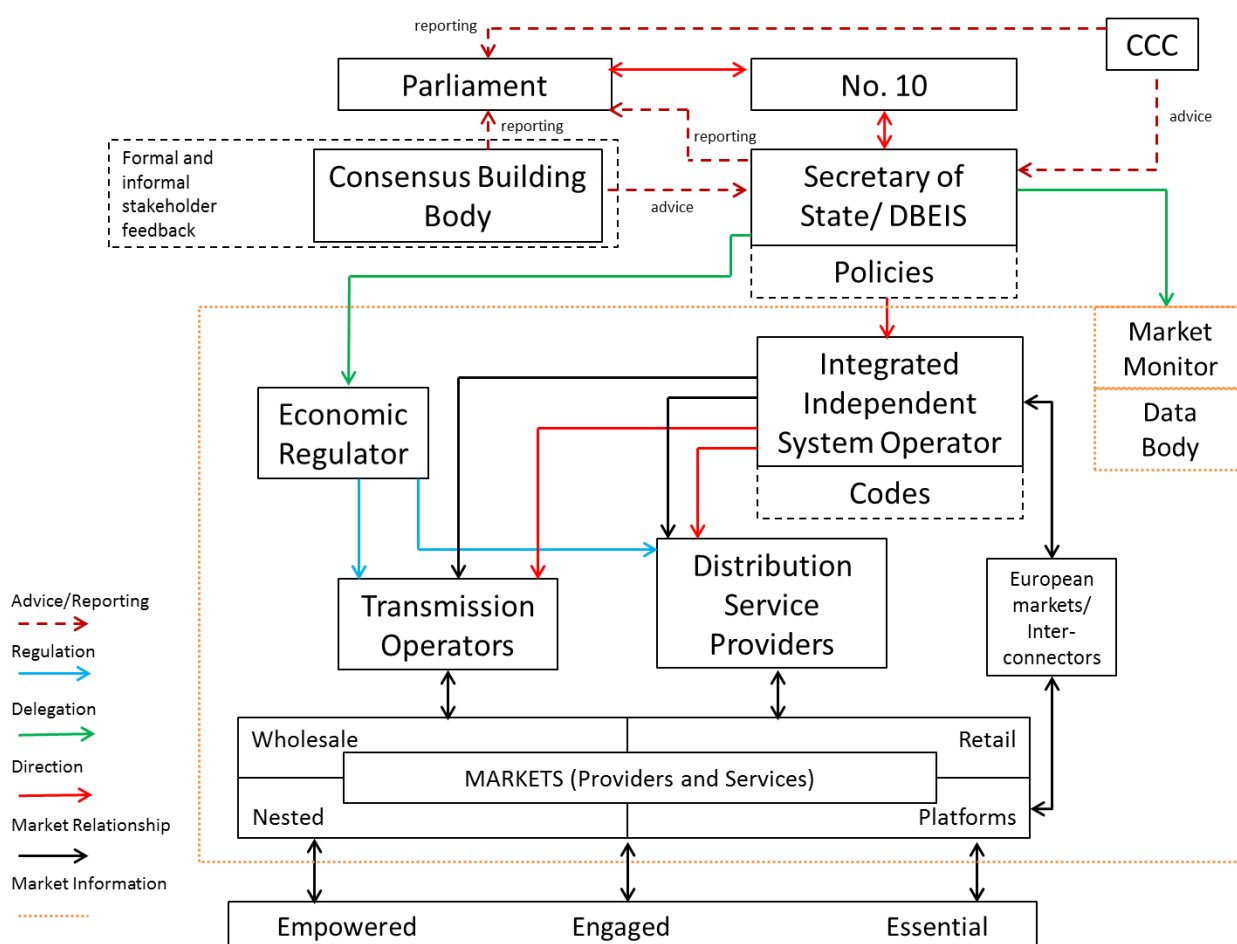 reporting
CCC
Parliament
No. 10
reporting
reporting
advice
Formal and
informal
stakeholder
feedback
Consensus Building
Body
advice
Secretary of
State/ DBEIS
Policies
Market
Monitor
Data
Body
Integrated
Independent
System Operator
Codes
Economic
Regulator
Distribution
Service
Providers
Transmission
Operators
European
markets/
Inter-
connectors
Advice/Reporting
Regulation
Delegation
Direction
Market Relationship
Market Information
Wholesale
Retail
MARKETS (Providers and Services)
Nested
Platforms
Empowered
Engaged
Essential